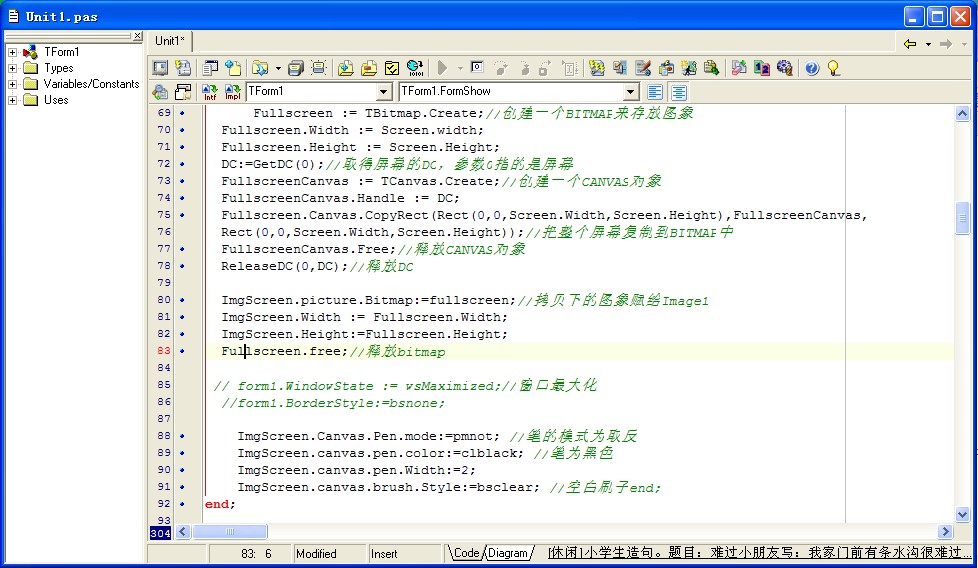 Unit1.pas
TForm1
Types
Variables/Constants
Uses
Unit1*
Intf
Impl
TForm1
TForm1.FormShow
69 Fullscreen := TBitmap.Create;//创建一个BITMAP来存放图象
70 Fullscreen.Width := Screen.width;
71 Fullscreen.Height := Screen.Height;
72 DC:=GetDC(0);//取得屏幕的DC，参数0指的是屏幕
73 FullscreenCanvas := TCanvas.Create;//创建一个CANVAS对象
74 FullscreenCanvas.Handle := DC;
75 Fullscreen.Canvas.CopyRect(Rect(0,0,Screen.Width,Screen.Height),FullscreenCanvas,
76 Rect(0,0,Screen.Width,Screen.Height));//把整个屏幕复制到BITMAP中
77 FullscreenCanvas.Free;//释放CANVAS对象
78 ReleaseDC(0,DC);//释放DC
79
80 ImgScreen.picture.Bitmap:=fullscreen;//拷贝下的图象赋给Image1
81 ImgScreen.Width := Fullscreen.Width;
82 ImgScreen.Height:=Fullscreen.Height;
83 Fullscreen.free;//释放bitmap
84
85 // form1.WindowState := wsMaximized;//窗口最大化
86 //form1.BorderStyle:=bsnone;
87
88 ImgScreen.Canvas.Pen.mode:=pmnot; //笔的模式为取反
89 ImgScreen.canvas.pen.color:=clblack; //笔为黑色
90 ImgScreen.canvas.pen.Width:=2;
91 ImgScreen.canvas.brush.Style:=bsclear; //空白刷子end;
92 end;
93
304
83: 6 Modified Insert Code Diagram [休闲]小学生造句。题目：难过小朋友写：我家门前有条水沟很难过...